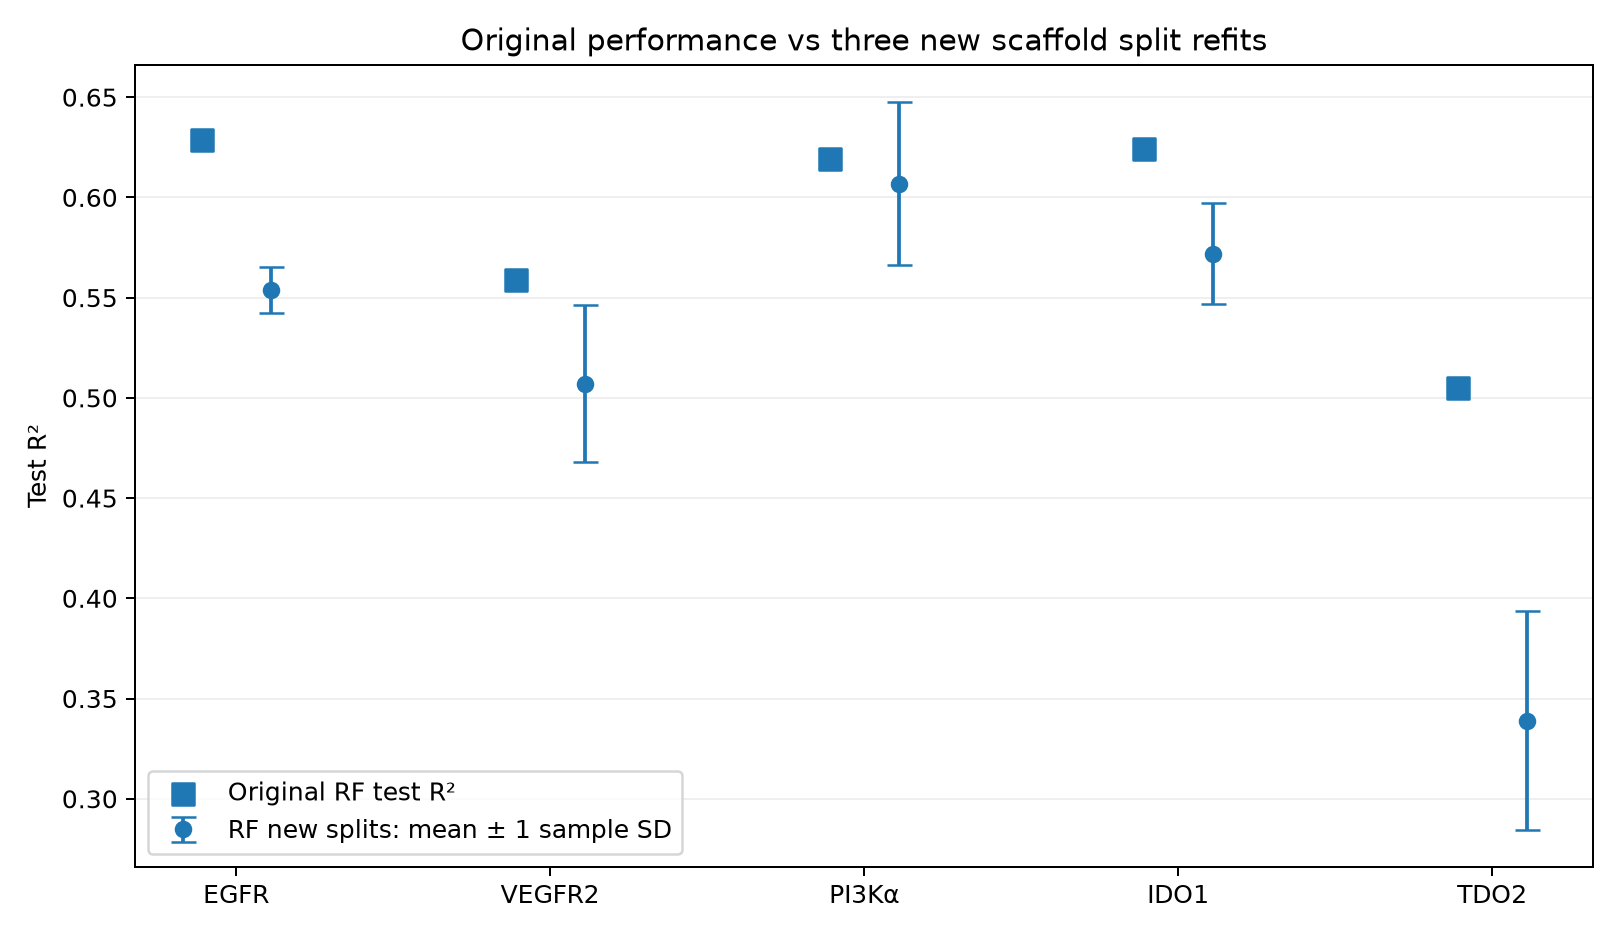 Original performance vs three new scaffold split refits
Test R²
0.65
0.60
0.55
0.50
0.45
0.40
0.35
0.30
Original RF test R²
RF new splits: mean ± 1 sample SD
EGFR VEGFR2 PI3Kα IDO1 TDO2